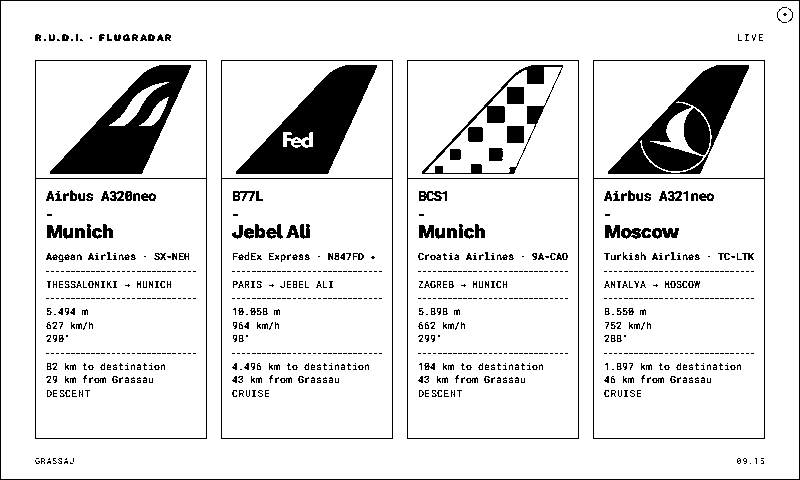 R.U.D.I. · FLUGRADAR
LIVE
Fed
Airbus A320neo
–
Munich
Aegean Airlines · SX-NEH
THESSALONIKI → MUNICH
5.494 m
627 km/h
290°
82 km to destination
29 km from Grassau
DESCENT
B77L
–
Jebel Ali
FedEx Express · N847FD ✦
PARIS → JEBEL ALI
10.058 m
964 km/h
98°
4.496 km to destination
43 km from Grassau
CRUISE
BCS1
–
Munich
Croatia Airlines · 9A-CAO
ZAGREB → MUNICH
5.898 m
662 km/h
299°
104 km to destination
43 km from Grassau
DESCENT
Airbus A321neo
–
Moscow
Turkish Airlines · TC-LTK
ANTALYA → MOSCOW
8.550 m
752 km/h
288°
1.897 km to destination
46 km from Grassau
CRUISE
GRASSAU
09.15